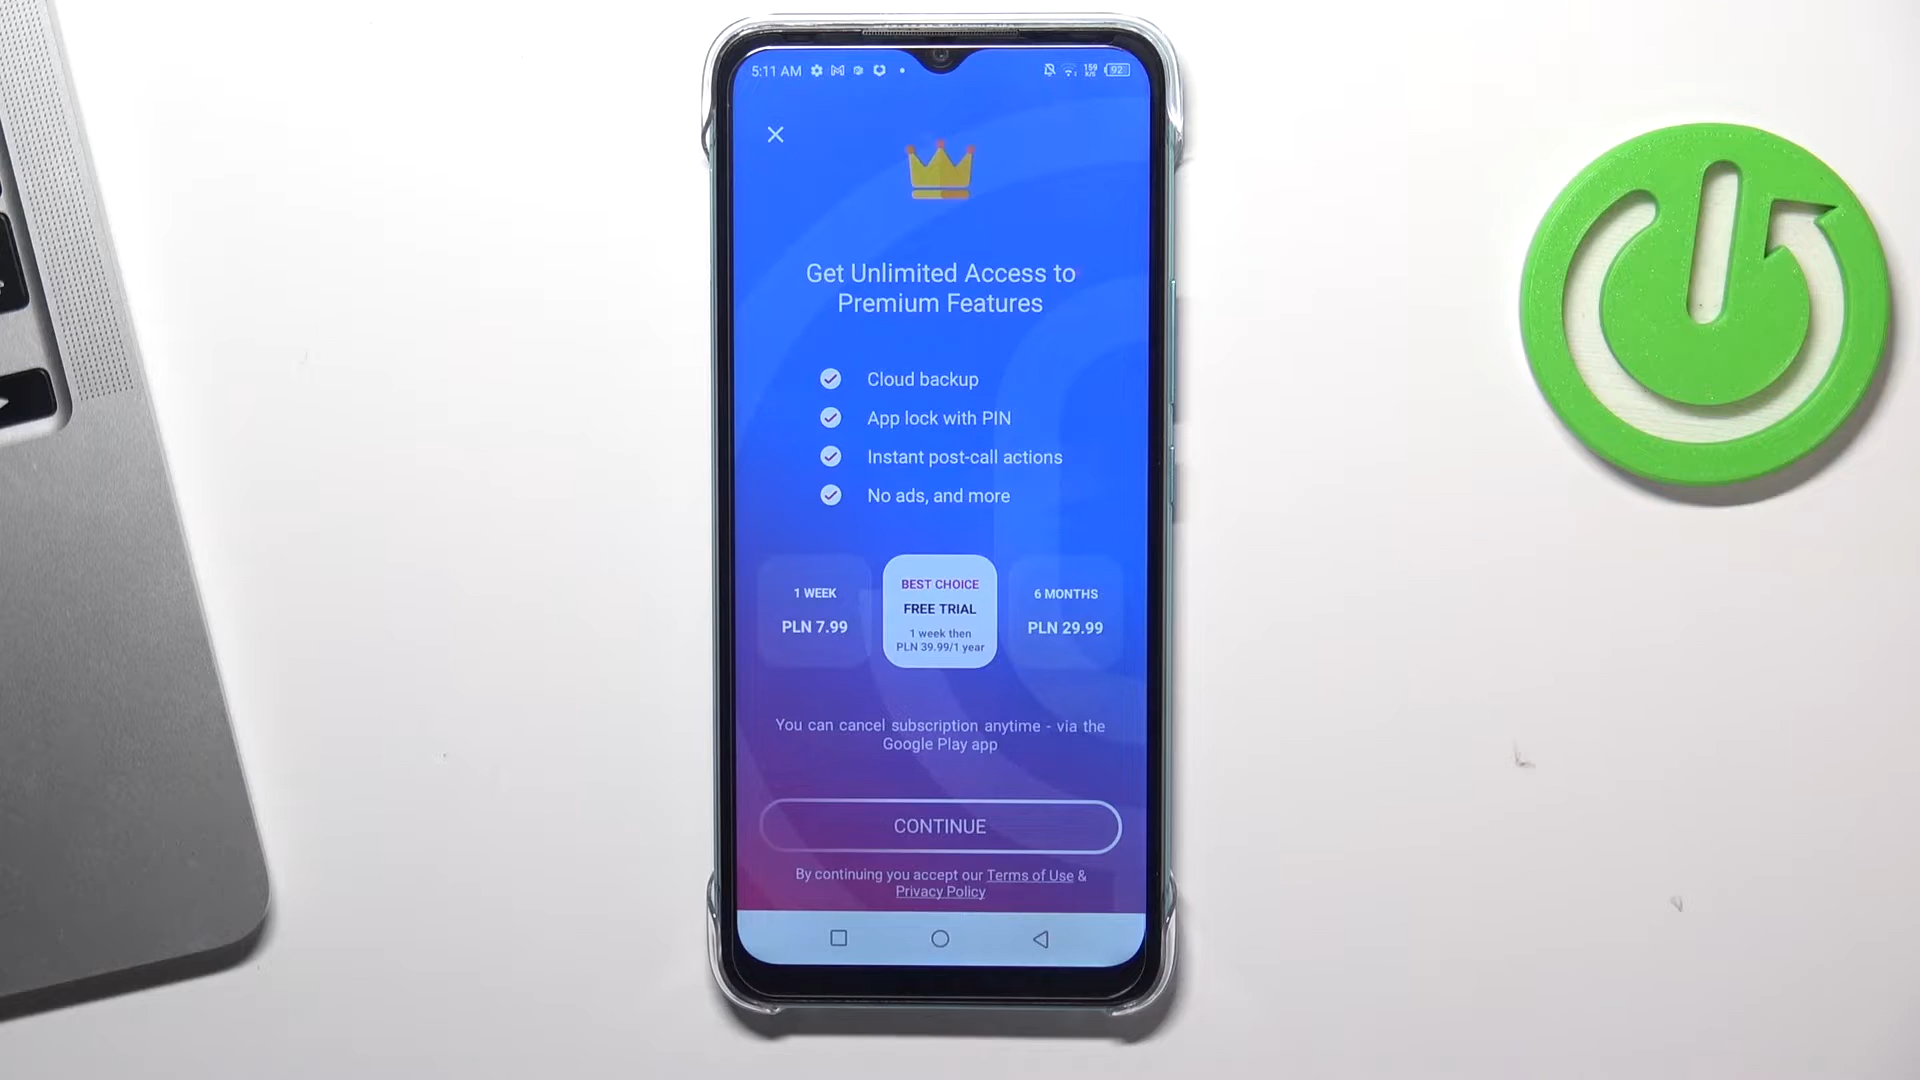 5:11 AM
159
92
Get Unlimited Access to
Premium Features
Cloud backup
App lock with PIN
Instant post-call actions
No ads, and more
1 WEEK
PLN 7.99
BEST CHOICE
FREE TRIAL
1 week then
PLN 39.99/1 year
6 MONTHS
PLN 29.99
You can cancel subscription anytime - via the
Google Play app
CONTINUE
By continuing you accept our Terms of Use &
Privacy Policy